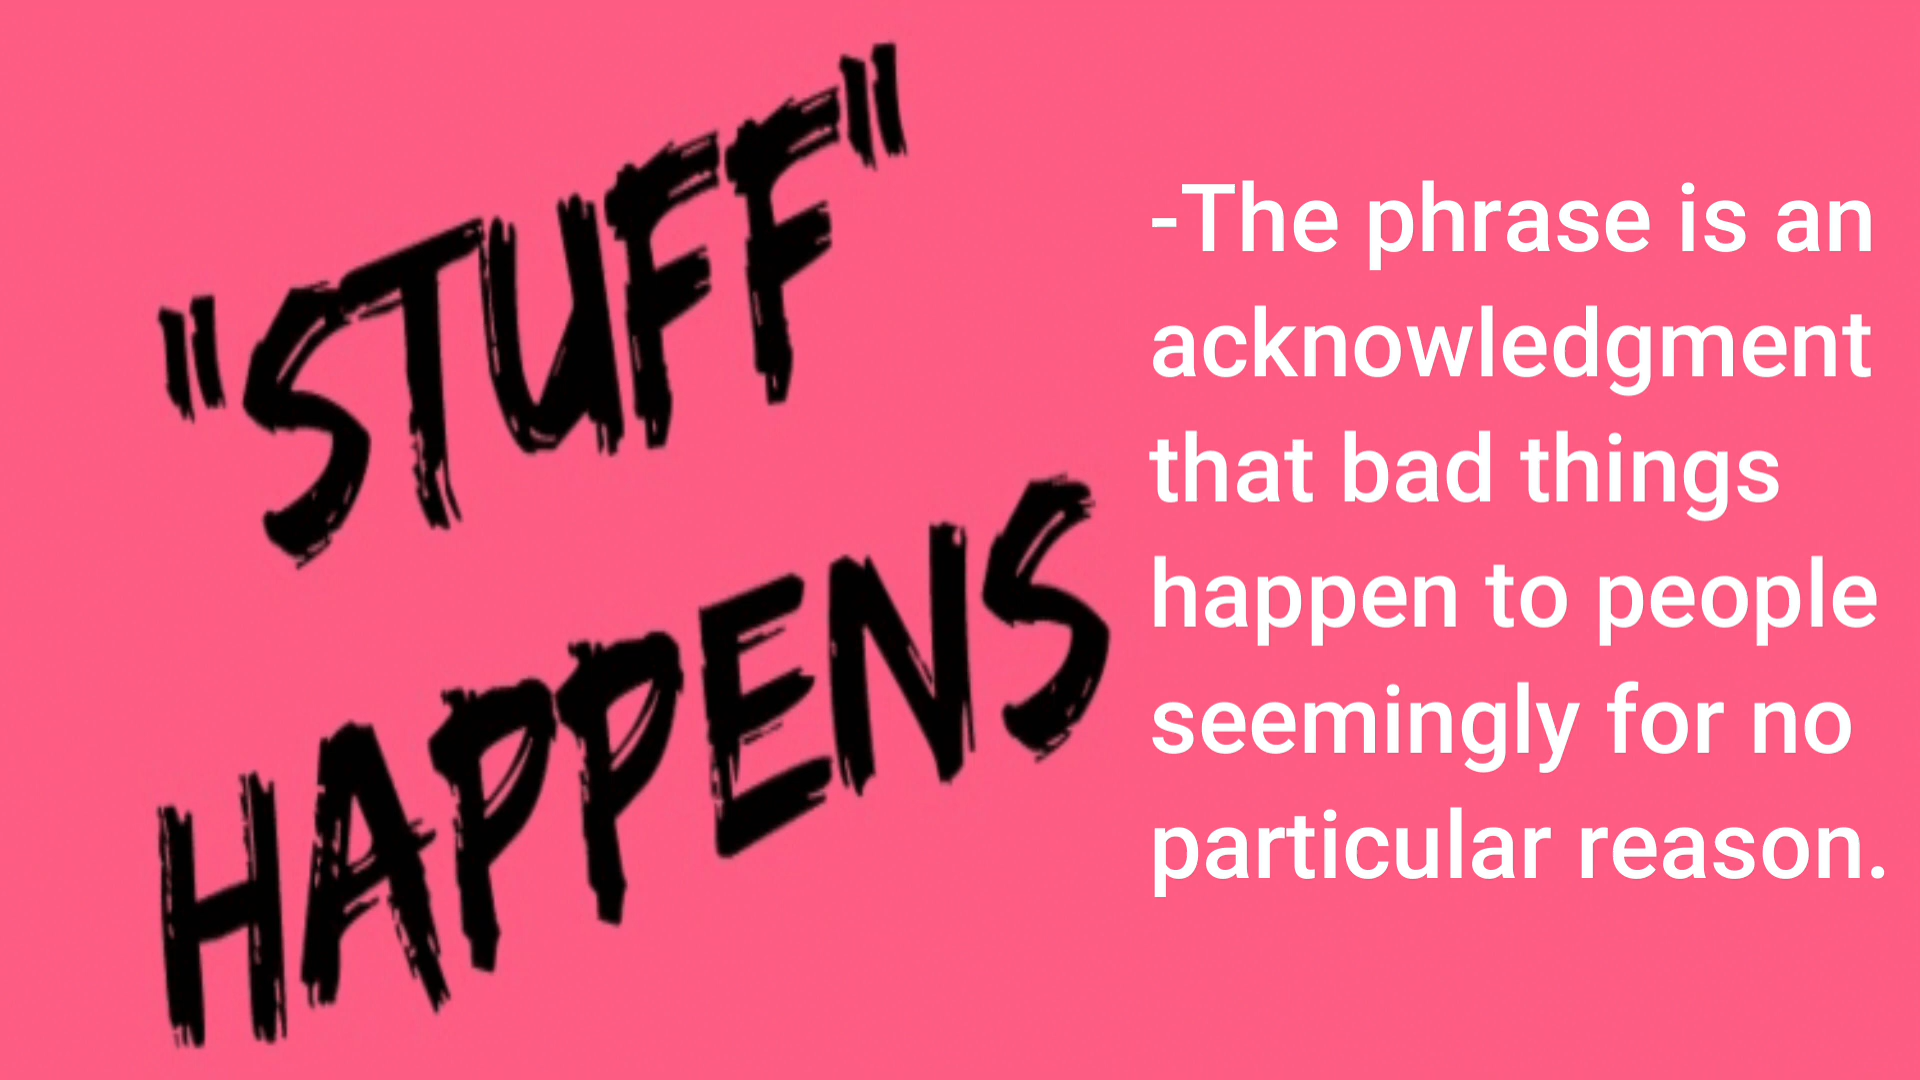 "STUFF"
HAPPENS
-The phrase is an
acknowledgment
that bad things
happen to people
seemingly for no
particular reason.